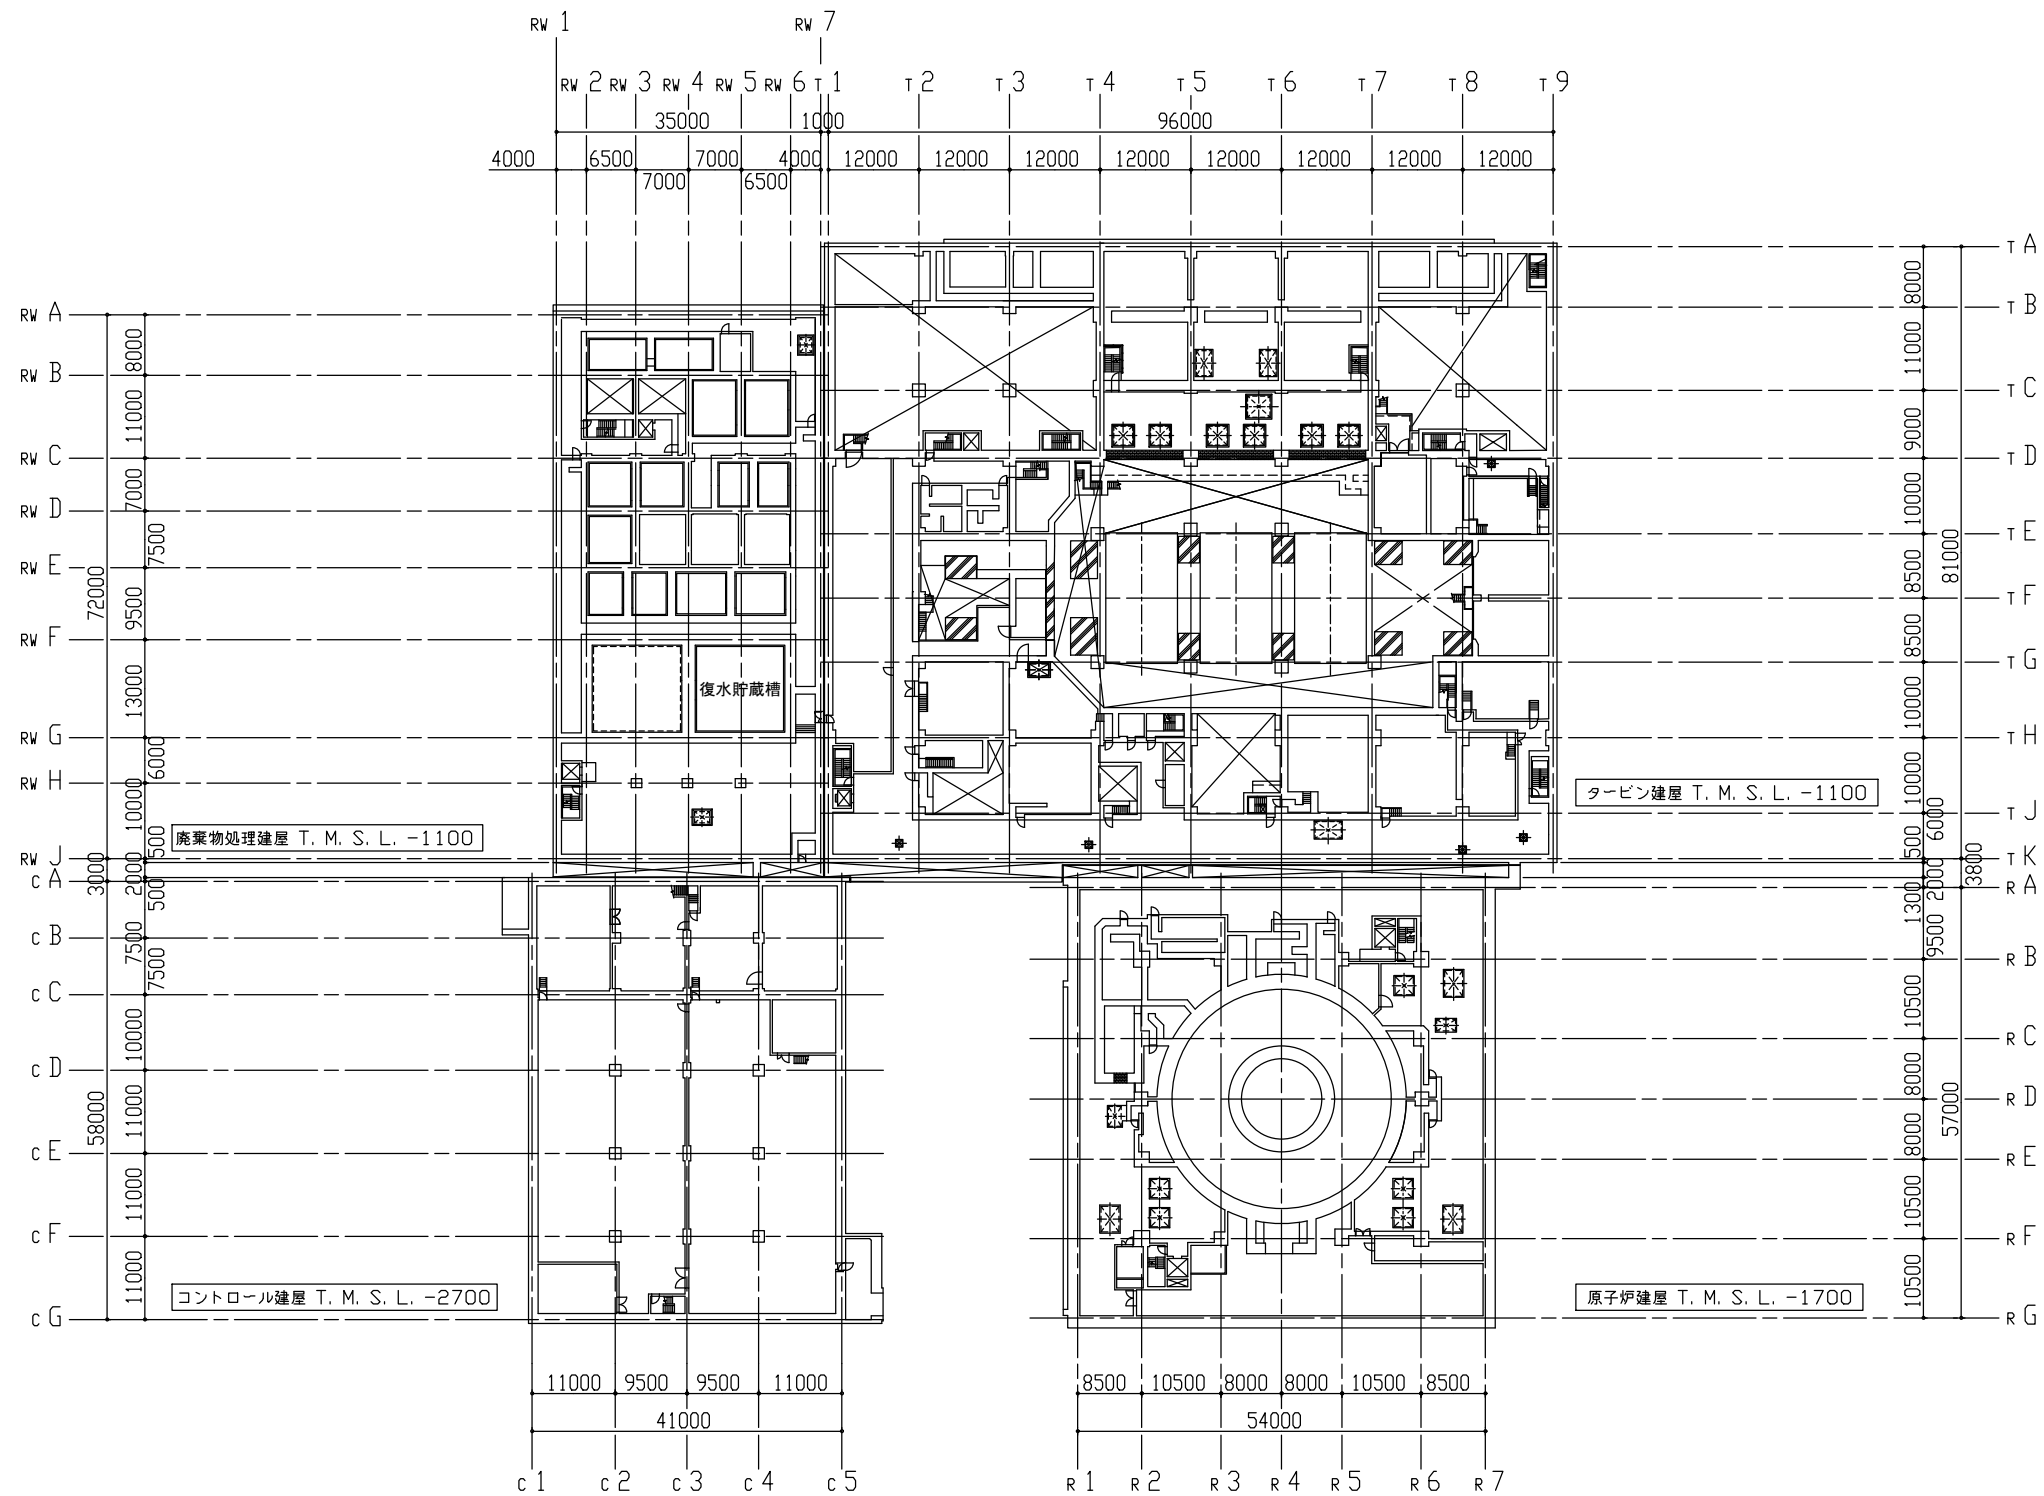 RW 1
RW 7
RW 2 RW 3 RW 4 RW 5 RW 6 T 1 T 2 T 3 T 4 T 5 T 6 T 7 T 8 T 9
35000 1000 96000
4000 6500 7000 4000 12000 12000 12000 12000 12000 12000 12000 12000
7000 6500
T A
8000
T B
RW A
8000
11000
RW B
T C
11000
9000
RW C
T D
7000
10000
RW D
T E
7500
81000
RW E
8500
72000
T F
9500
8500
RW F
T G
13000
復水貯蔵槽
10000
RW G
T H
6000
RW H
10000
タービン建屋 T. M. S. L. -1100
T J
10000
6000
廃棄物処理建屋 T. M. S. L. -1100
500
500
RW J
T K
3000
2000
2000
3800
C A
R A
500
1300
7500
9500
C B
R B
7500
C C
10500
10000
R C
C D
8000
58000
11000
R D
57000
C E
8000
R E
11000
10500
C F
R F
11000
10500
コントロール建屋 T. M. S. L. -2700
原子炉建屋 T. M. S. L. -1700
C G
R G
11000 9500 9500 11000
8500 10500 8000 8000 10500 8500
41000
54000
C 1 C 2 C 3 C 4 C 5
R 1 R 2 R 3 R 4 R 5 R 6 R 7